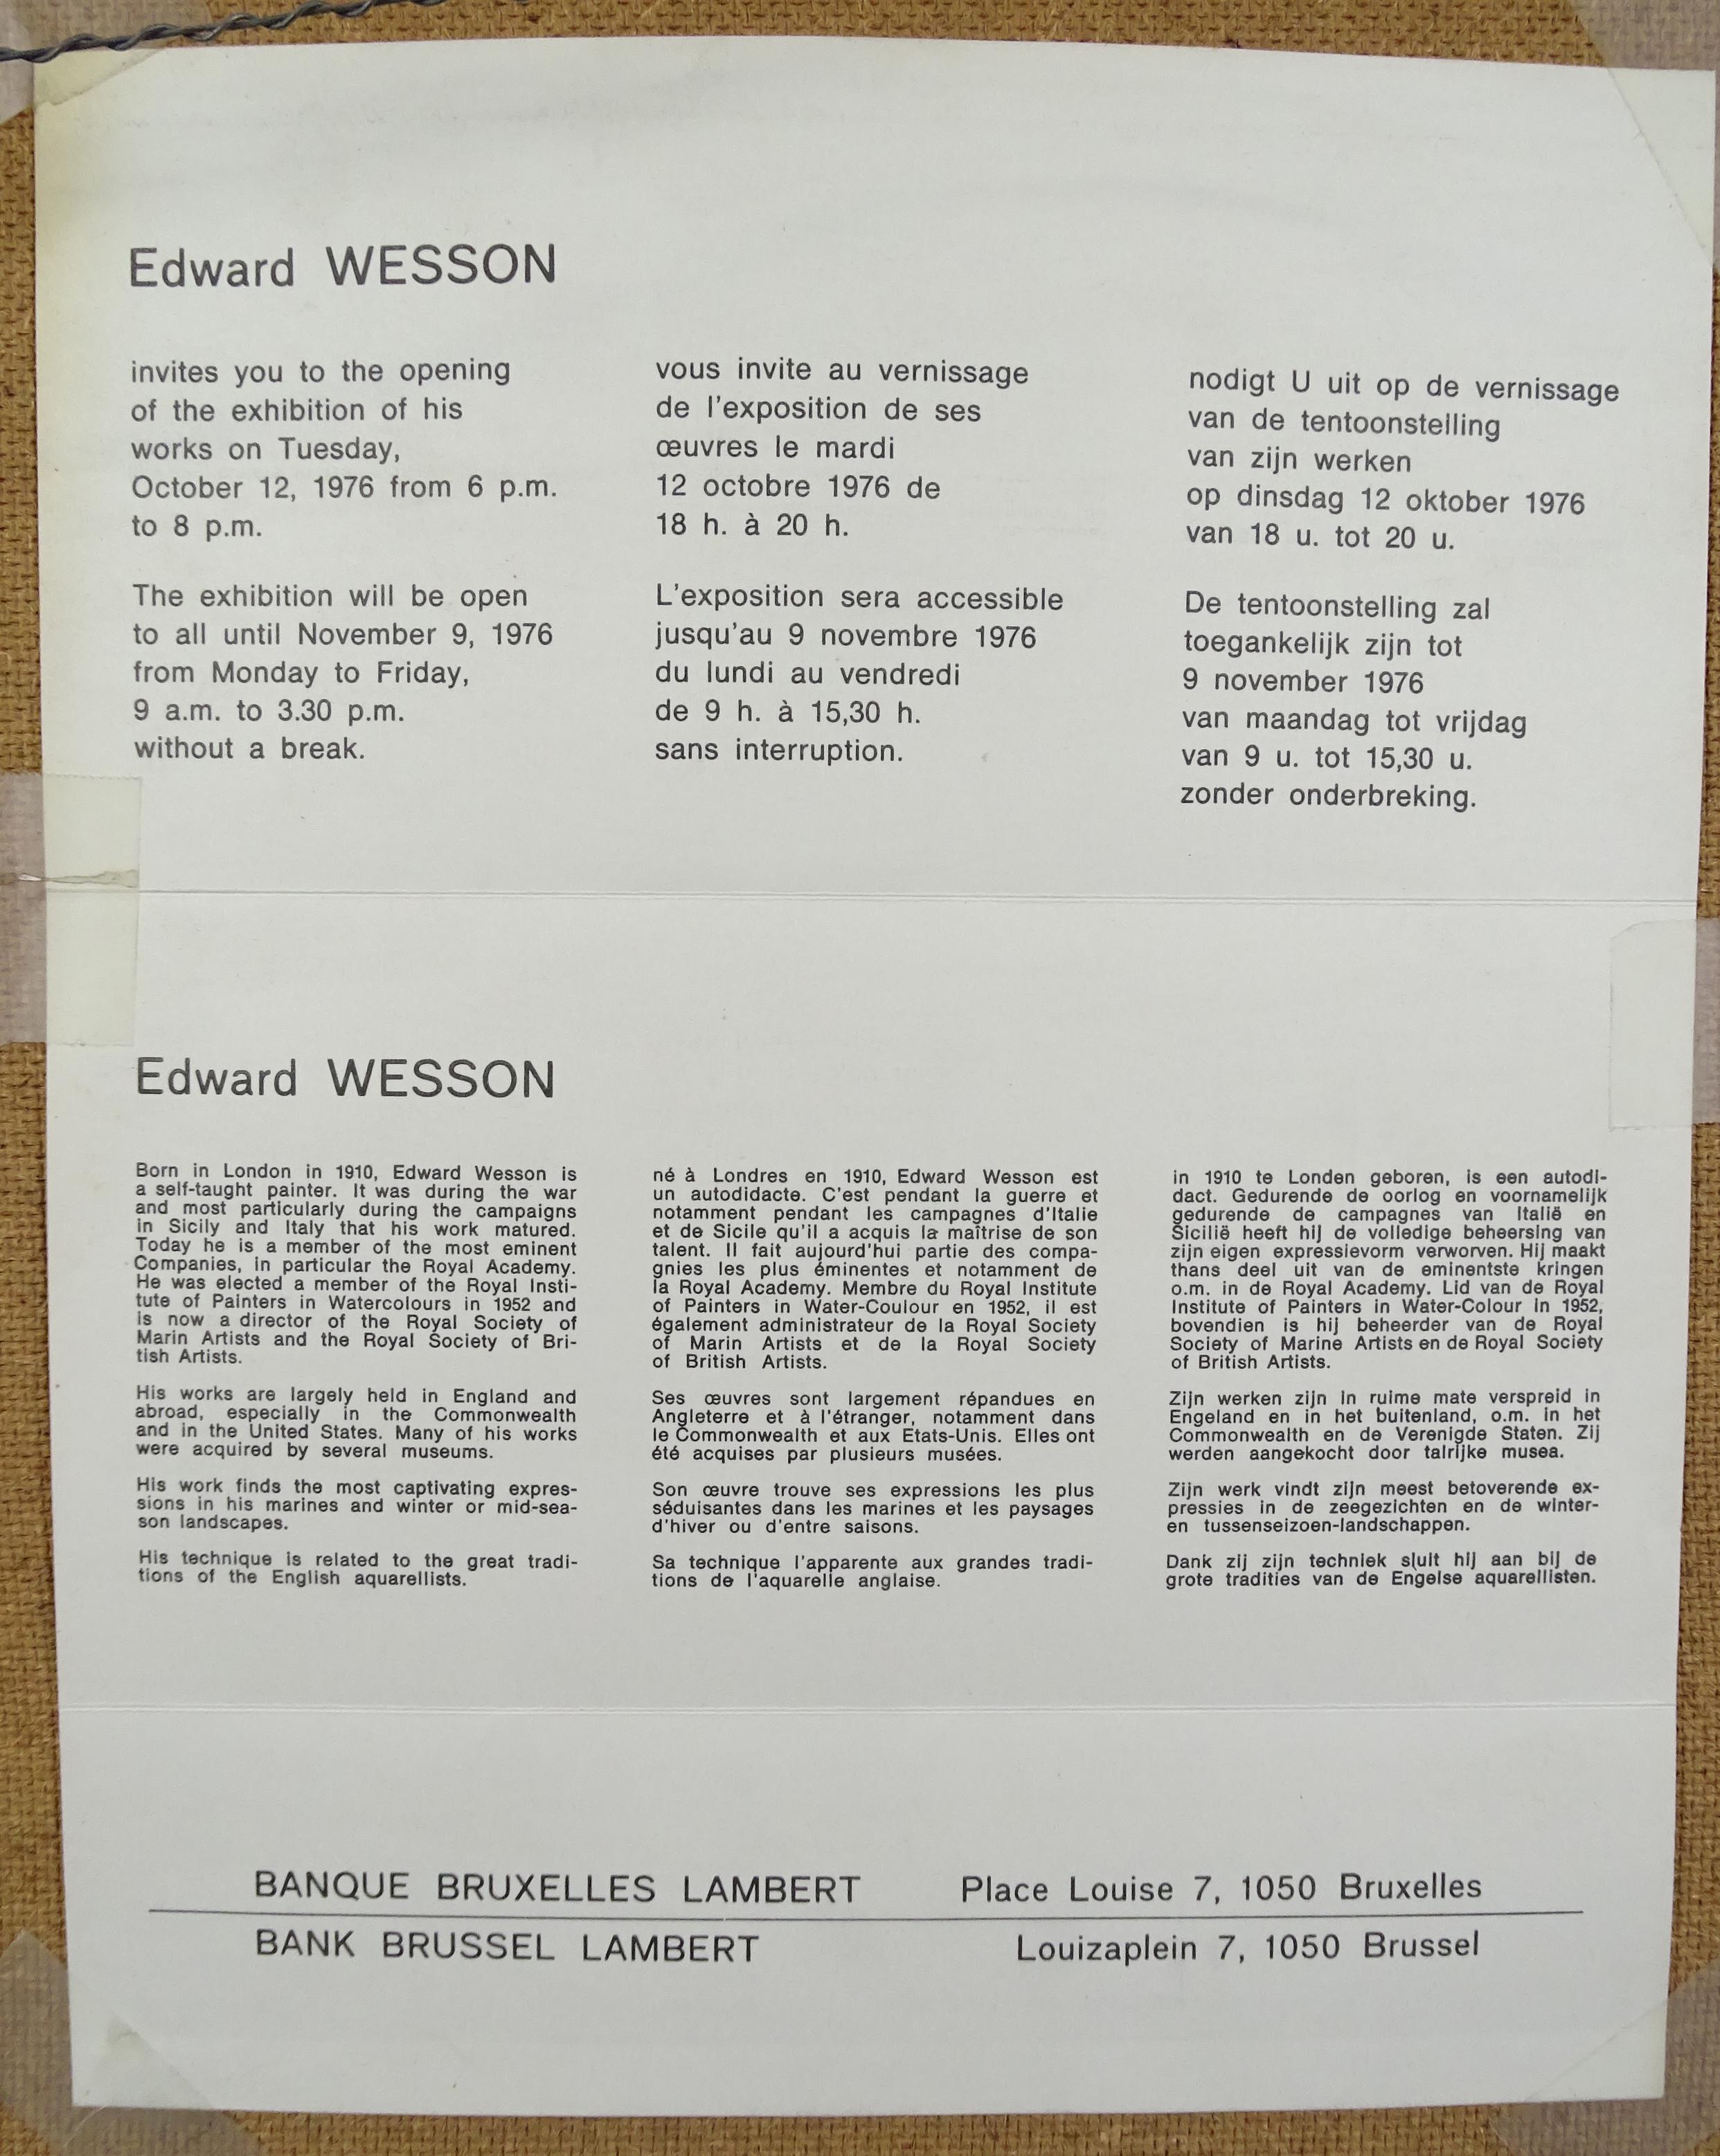 Edward WESSON
invites you to the opening
of the exhibition of his
works on Tuesday,
October 12, 1976 from 6 p.m.
to 8 p.m.
The exhibition will be open
to all until November 9, 1976
from Monday to Friday,
9 a.m. to 3.30 p.m.
without a break.
vous invite au vernissage
de l'exposition de ses
œuvres le mardi
12 octobre 1976 de
18 h. à 20 h.
L'exposition sera accessible
jusqu'au 9 novembre 1976
du lundi au vendredi
de 9 h. à 15,30 h.
sans interruption.
nodigt U uit op de vernissage
van de tentoonstelling
van zijn werken
op dinsdag 12 oktober 1976
van 18 u. tot 20 u.
De tentoonstelling zal
toegankelijk zijn tot
9 november 1976
van maandag tot vrijdag
van 9 u. tot 15,30 u.
zonder onderbreking.
Edward WESSON
Born in London in 1910, Edward Wesson is
a self-taught painter. It was during the war
and most particularly during the campaigns
in Sicily and Italy that his work matured.
Today he is a member of the most eminent
Companies, in particular the Royal Academy.
He was elected a member of the Royal Insti-
tute of Painters in Watercolours in 1952 and
is now a director of the Royal Society of
Marin Artists and the Royal Society of Bri-
tish Artists.
His works are largely held in England and
abroad, especially in the Commonwealth
and in the United States. Many of his works
were acquired by several museums.
His work finds the most captivating expres-
sions in his marines and winter or mid-sea-
son landscapes.
His technique is related to the great tradi-
tions of the English aquarellists.
né à Londres en 1910, Edward Wesson est
un autodidacte. C'est pendant la guerre et
notamment pendant les campagnes d'Italie
et de Sicile qu'il a acquis la maîtrise de son
talent. Il fait aujourd'hui partie des compa-
gnies les plus éminentes et notamment de
la Royal Academy. Membre du Royal Institute
of Painters in Water-Coulour en 1952, il est
également administrateur de la Royal Society
of Marin Artists et de la Royal Society
of British Artists.
Ses œuvres sont largement répandues en
Angleterre et à l'étranger, notamment dans
le Commonwealth et aux Etats-Unis. Elles ont
été acquises par plusieurs musées.
Son œuvre trouve ses expressions les plus
séduisantes dans les marines et les paysages
d'hiver ou d'entre saisons.
Sa technique l'apparente aux grandes tradi-
tions de l'aquarelle anglaise.
in 1910 te Londen geboren, is een autodi-
dact. Gedurende de oorlog en voornamelijk
gedurende de campagnes van Italië en
Sicilië heeft hij de volledige beheersing van
zijn eigen expressievorm verworven. Hij maakt
thans deel uit van de eminentste kringen
o.m. in de Royal Academy. Lid van de Royal
Institute of Painters in Water-Colour in 1952,
bovendien is hij beheerder van de Royal
Society of Marine Artists en de Royal Society
of British Artists.
Zijn werken zijn in ruime mate verspreid in
Engeland en in het buitenland, o.m. in het
Commonwealth en de Verenigde Staten. Zij
werden aangekocht door talrijke musea.
Zijn werk vindt zijn meest betoverende ex-
pressies in de zeegezichten en de winter-
en tussenseizoen-landschappen.
Dank zij zijn techniek sluit hij aan bij de
grote tradities van de Engelse aquarellisten.
BANQUE BRUXELLES LAMBERT Place Louise 7, 1050 Bruxelles
BANK BRUSSEL LAMBERT Louizaplein 7, 1050 Brussel